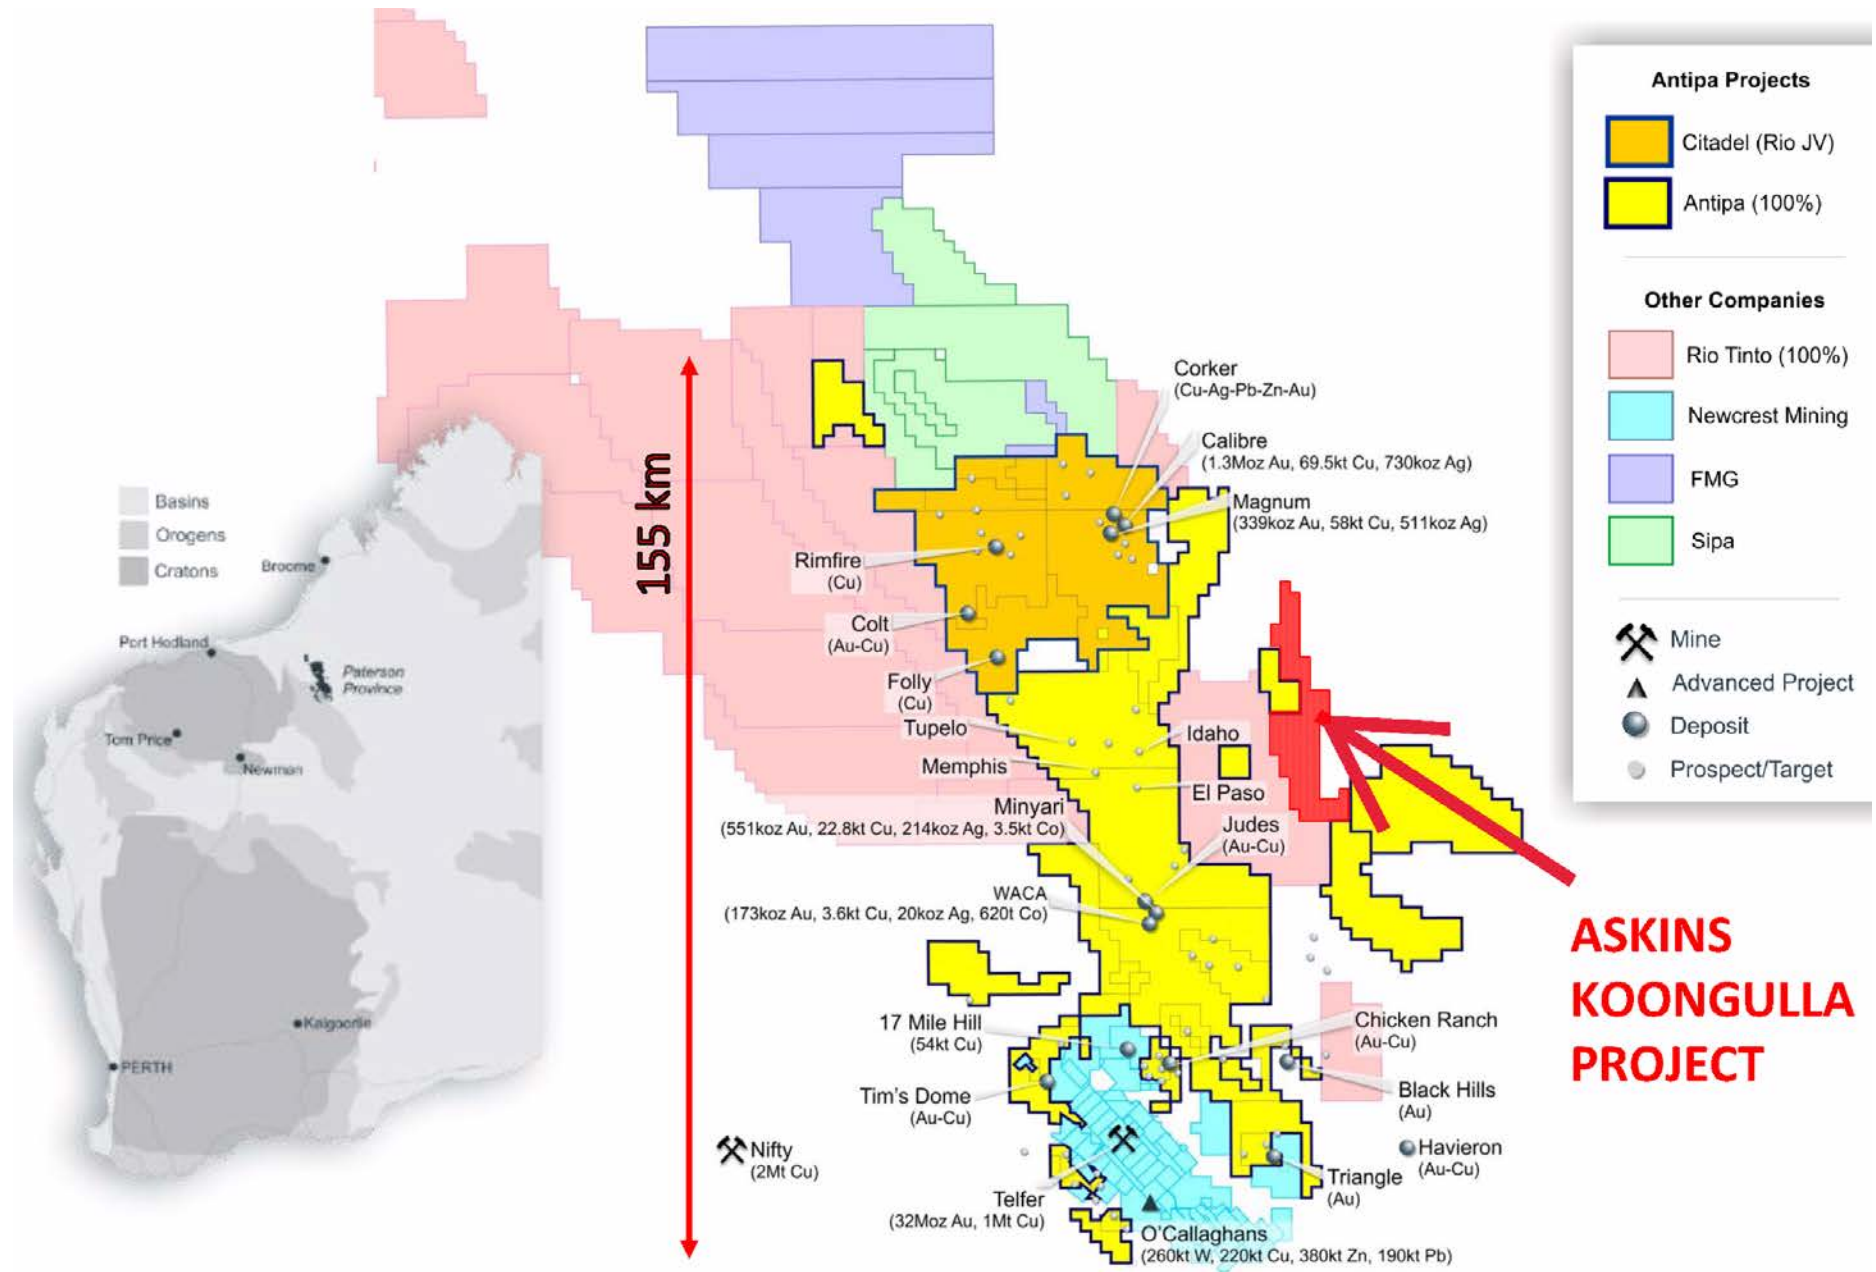 Antipa Projects
Citadel (Rio JV)
Antipa (100%)
Other Companies
Rio Tinto (100%)
Newcrest Mining
FMG
Sipa
Mine
Advanced Project
Deposit
Prospect/Target
Basins
Orogens
Cratons
Broome
Port Hedland
Paterson
Province
Tom Price
Newman
Kalgoorlie
PERTH
155 km
Corker
(Cu-Ag-Pb-Zn-Au)
Calibre
(1.3Moz Au, 69.5kt Cu, 730koz Ag)
Magnum
(339koz Au, 58kt Cu, 511koz Ag)
Rimfire
(Cu)
Colt
(Au-Cu)
Folly
(Cu)
Tupelo
Idaho
Memphis
El Paso
Minyari
(551koz Au, 22.8kt Cu, 214koz Ag, 3.5kt Co)
Judes
(Au-Cu)
WACA
(173koz Au, 3.6kt Cu, 20koz Ag, 620t Co)
ASKINS
KOONGULLA
PROJECT
17 Mile Hill
(54kt Cu)
Chicken Ranch
(Au-Cu)
Tim's Dome
(Au-Cu)
Black Hills
(Au)
Nifty
(2Mt Cu)
Havieron
(Au-Cu)
Triangle
(Au)
Telfer
(32Moz Au, 1Mt Cu)
O'Callaghans
(260kt W, 220kt Cu, 380kt Zn, 190kt Pb)